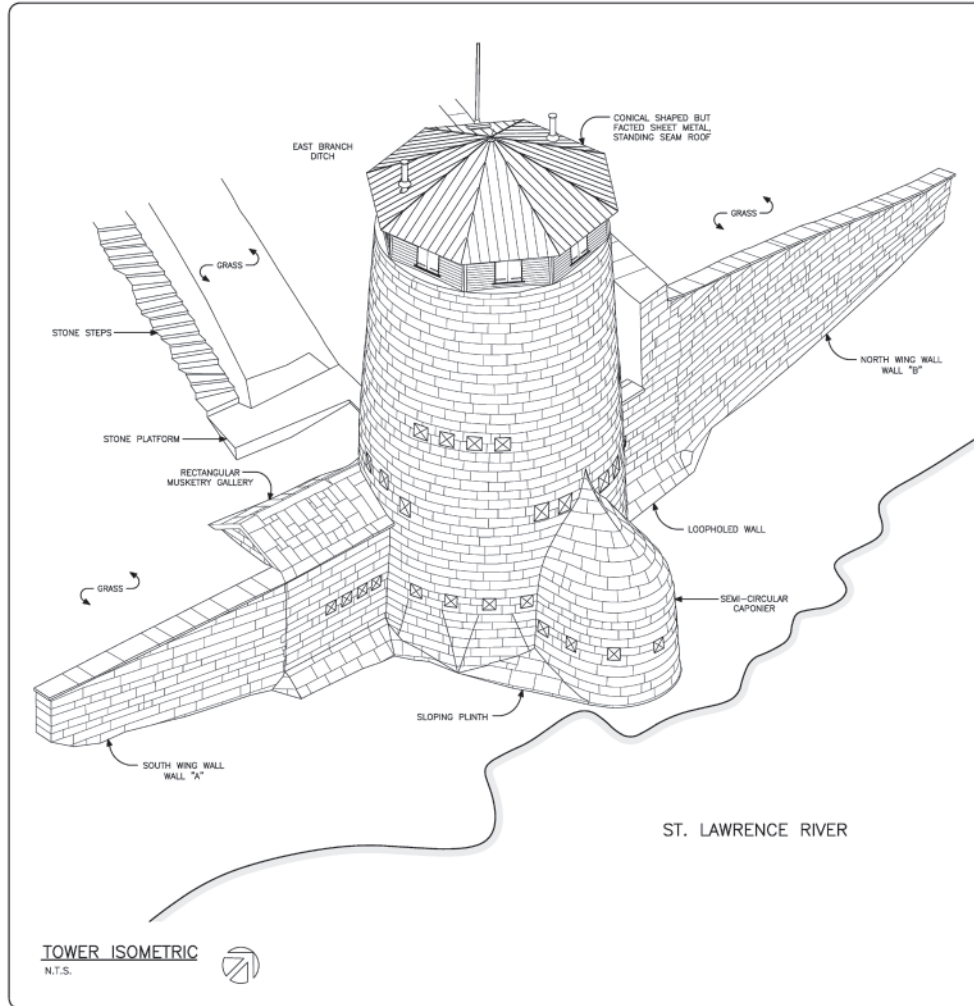 CONICAL SHAPED BUT
FACTED SHEET METAL,
STANDING SEAM ROOF
EAST BRANCH
DITCH
GRASS
GRASS
STONE STEPS
NORTH WING WALL
WALL "B"
STONE PLATFORM
RECTANGULAR
MUSKETRY GALLERY
LOOPHOLED WALL
GRASS
SEMI-CIRCULAR
CAPONIER
SLOPING PLINTH
SOUTH WING WALL
WALL "A"
ST. LAWRENCE RIVER
TOWER ISOMETRIC
N.T.S.